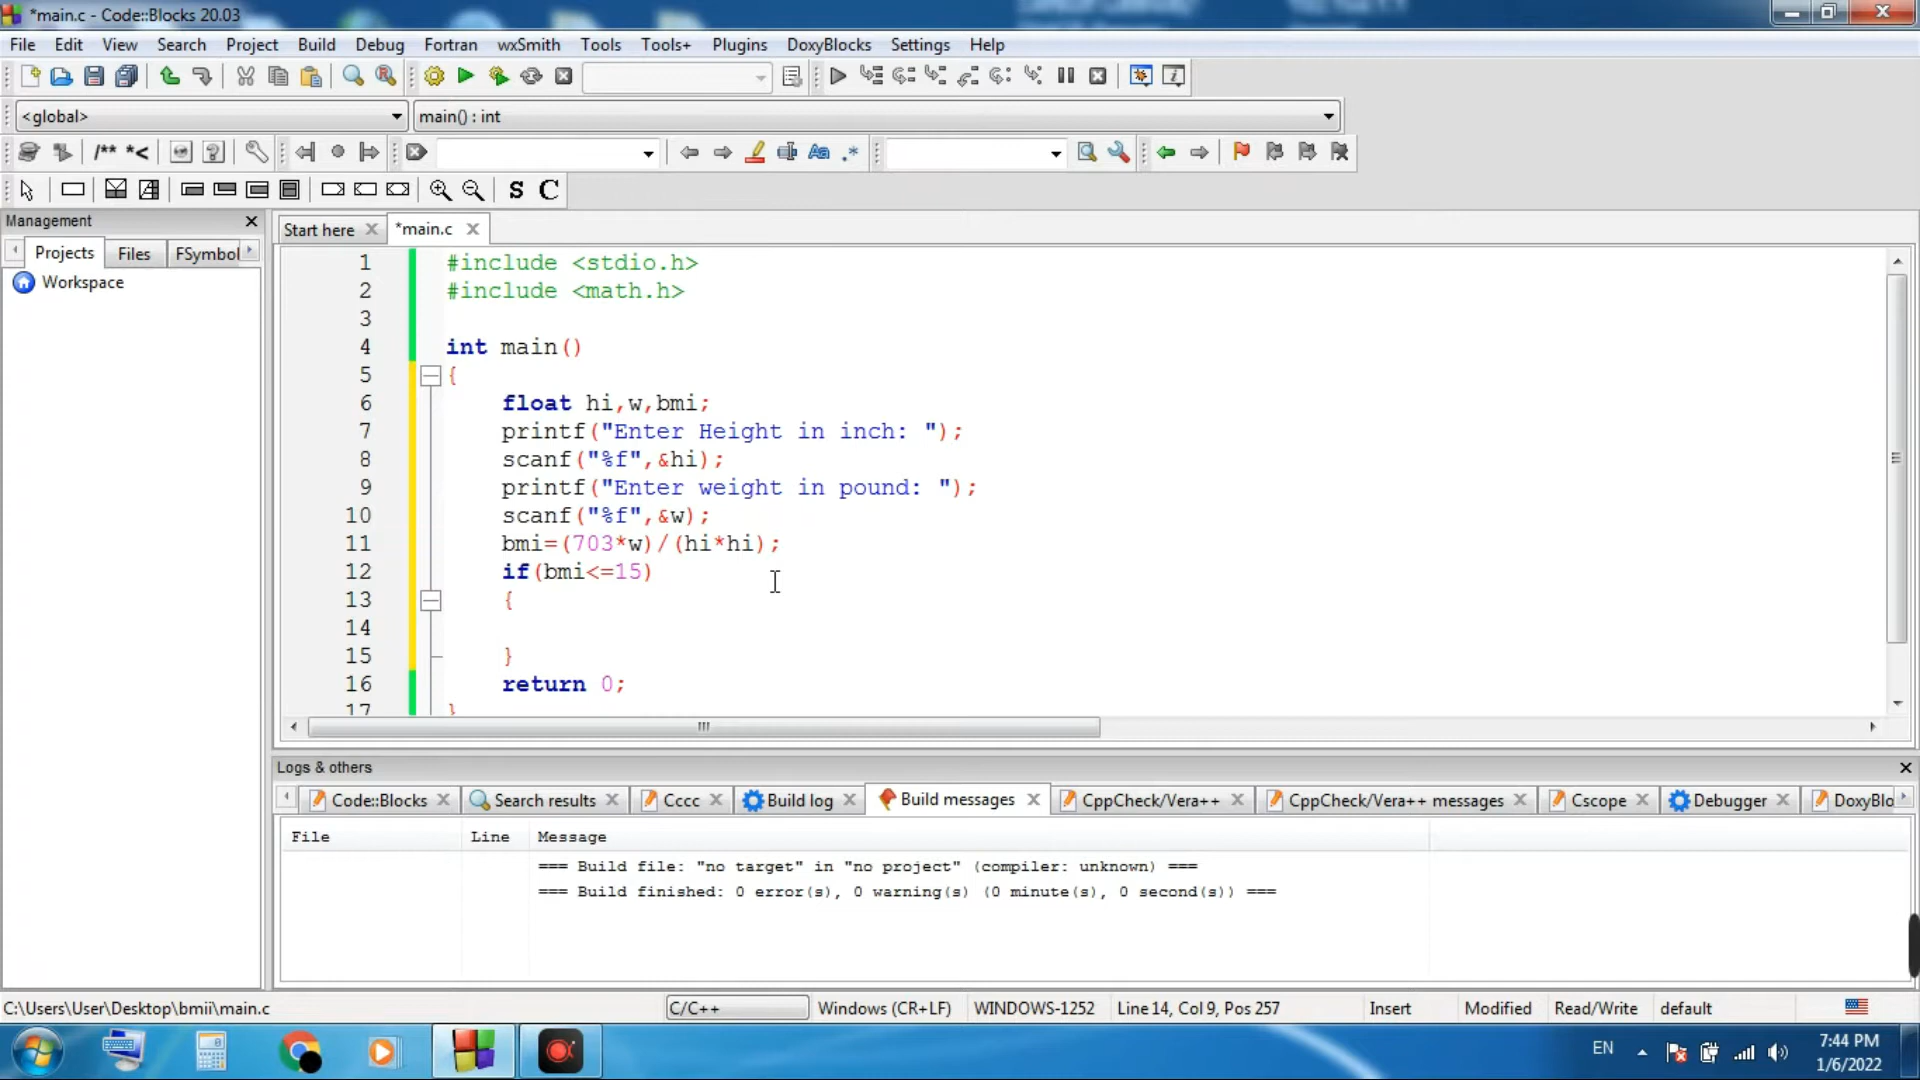 *main.c - Code::Blocks 20.03
File Edit View Search Project Build Debug Fortran wxSmith Tools Tools+ Plugins DoxyBlocks Settings Help
<global> main() : int
/** *<
S C
Management
Projects Files FSymbol
Workspace
Start here *main.c
1 #include <stdio.h>
2 #include <math.h>
3
4 int main()
5 {
6 float hi,w,bmi;
7 printf("Enter Height in inch: ");
8 scanf("%f",&hi);
9 printf("Enter weight in pound: ");
10 scanf("%f",&w);
11 bmi=(703*w)/(hi*hi);
12 if(bmi<=15)
13 {
14
15 }
16 return 0;
17 }
Logs & others
Code::Blocks Search results Cccc Build log Build messages CppCheck/Vera++ CppCheck/Vera++ messages Cscope Debugger DoxyBlo
File Line Message
=== Build file: "no target" in "no project" (compiler: unknown) ===
=== Build finished: 0 error(s), 0 warning(s) (0 minute(s), 0 second(s)) ===
C:\Users\User\Desktop\bmii\main.c C/C++ Windows (CR+LF) WINDOWS-1252 Line 14, Col 9, Pos 257 Insert Modified Read/Write default
EN 7:44 PM
1/6/2022